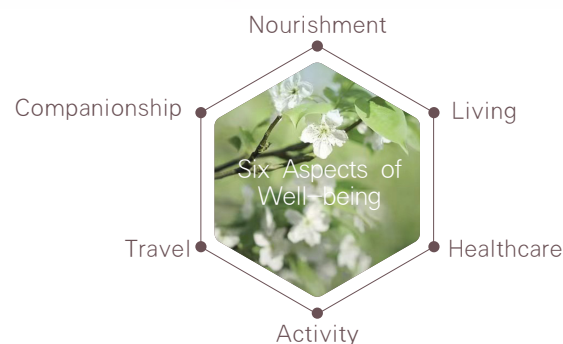 Nourishment
Companionship
Living
Six Aspects of
Well-being
Travel
Healthcare
Activity